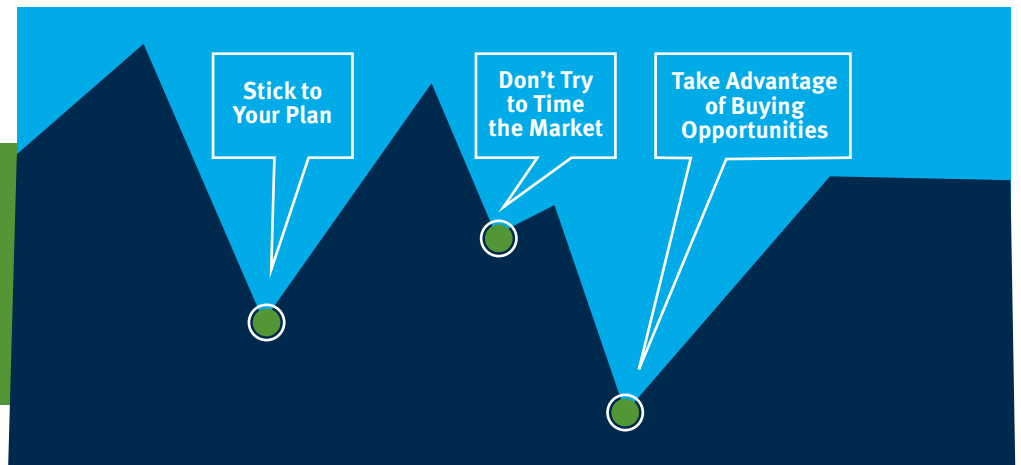 Stick to
Your Plan
Don’t Try
to Time
the Market
Take Advantage
of Buying
Opportunities